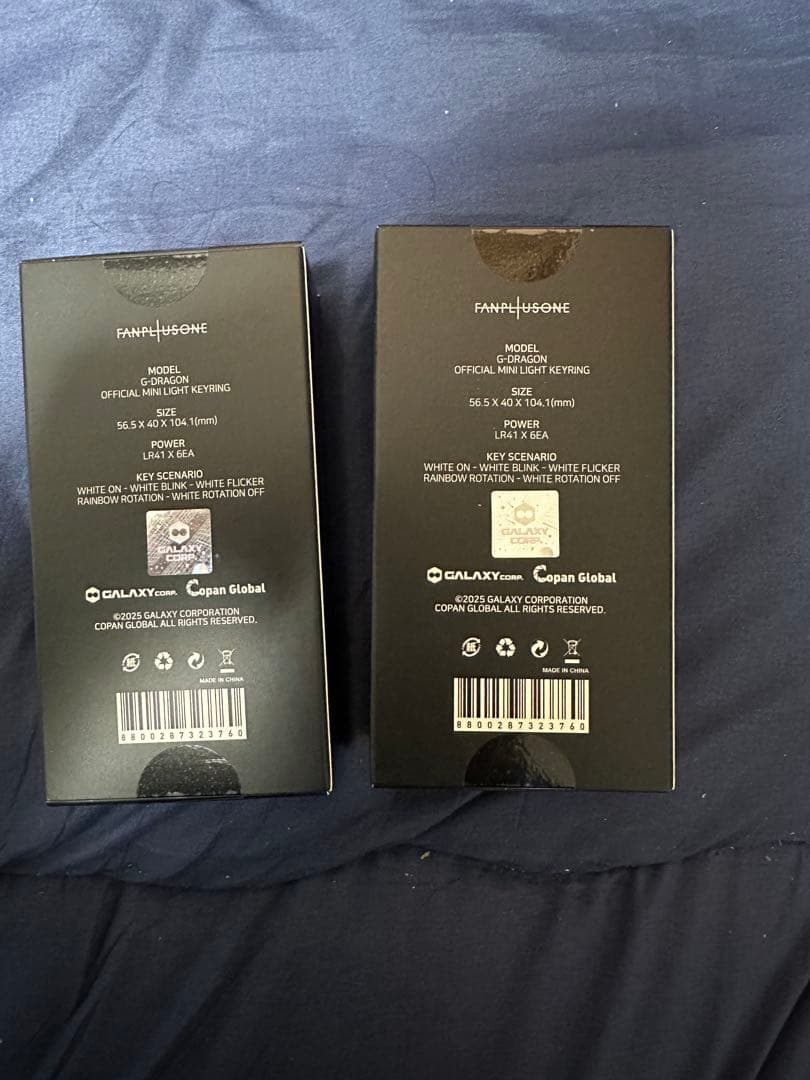 FANPLUSONE
MODEL
G-DRAGON
OFFICIAL MINI LIGHT KEYRING
SIZE
56.5 X 40 X 104.1(mm)
POWER
LR41 X 6EA
KEY SCENARIO
WHITE ON - WHITE BLINK - WHITE FLICKER
RAINBOW ROTATION - WHITE ROTATION OFF
GALAXY
CORP.
GALAXY CORP. Copan Global
©2025 GALAXY CORPORATION
COPAN GLOBAL ALL RIGHTS RESERVED.
MADE IN CHINA
8800287323760
FANPLUSONE
MODEL
G-DRAGON
OFFICIAL MINI LIGHT KEYRING
SIZE
56.5 X 40 X 104.1(mm)
POWER
LR41 X 6EA
KEY SCENARIO
WHITE ON - WHITE BLINK - WHITE FLICKER
RAINBOW ROTATION - WHITE ROTATION OFF
GALAXY
CORP.
GALAXY CORP. Copan Global
©2025 GALAXY CORPORATION
COPAN GLOBAL ALL RIGHTS RESERVED.
MADE IN CHINA
8800287323760